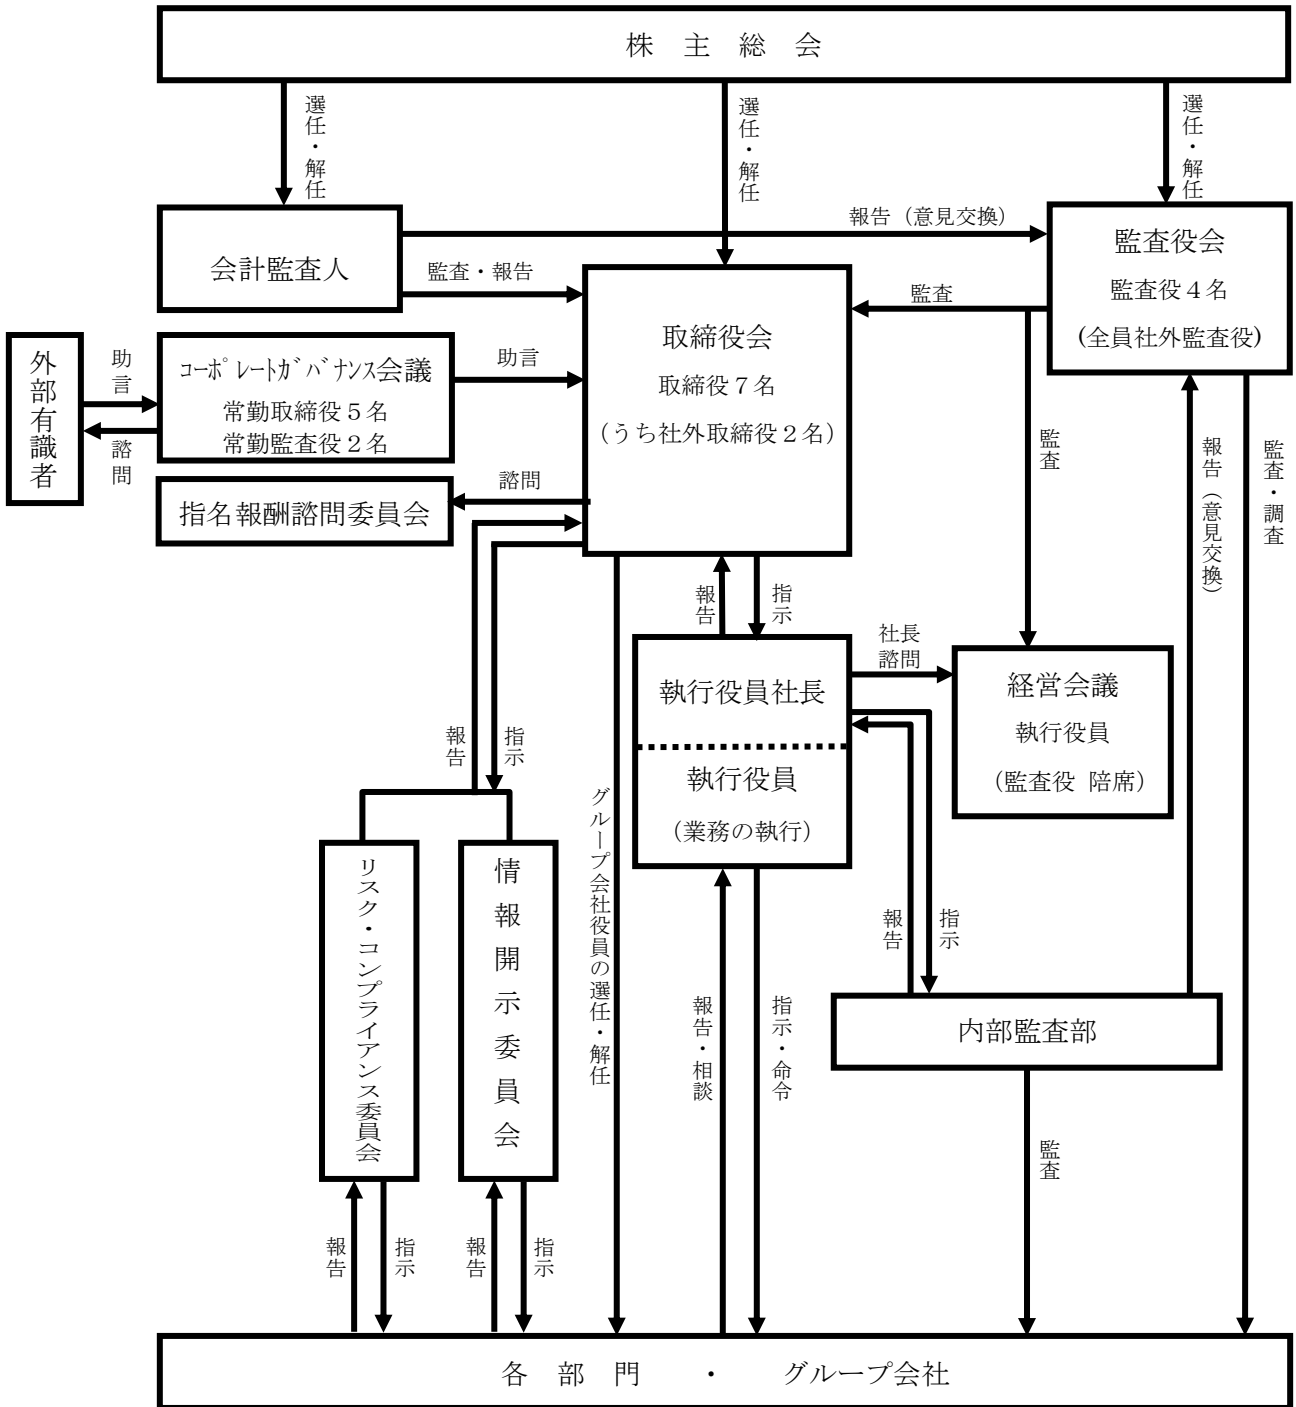 株 主 総 会
選任・解任
選任・解任
選任・解任
会計監査人
報告（意見交換）
監査・報告
監査役会
監査役４名
(全員社外監査役)
監査
取締役会
取締役７名
（うち社外取締役２名）
外部有識者
助言
諮問
ｺｰﾎﾟﾚｰﾄｶﾞﾊﾞﾅﾝｽ会議
常勤取締役５名
常勤監査役２名
助言
指名報酬諮問委員会
諮問
監査
報告（意見交換）
監査・調査
報告
指示
執行役員社長
執行役員
（業務の執行）
社長
諮問
経営会議
執行役員
（監査役 陪席）
報告
指示
グループ会社役員の選任・解任
リスク・コンプライアンス委員会
情報開示委員会
報告
指示
内部監査部
報告・相談
指示・命令
監査
報告
指示
報告
指示
各 部 門 ・ グループ会社